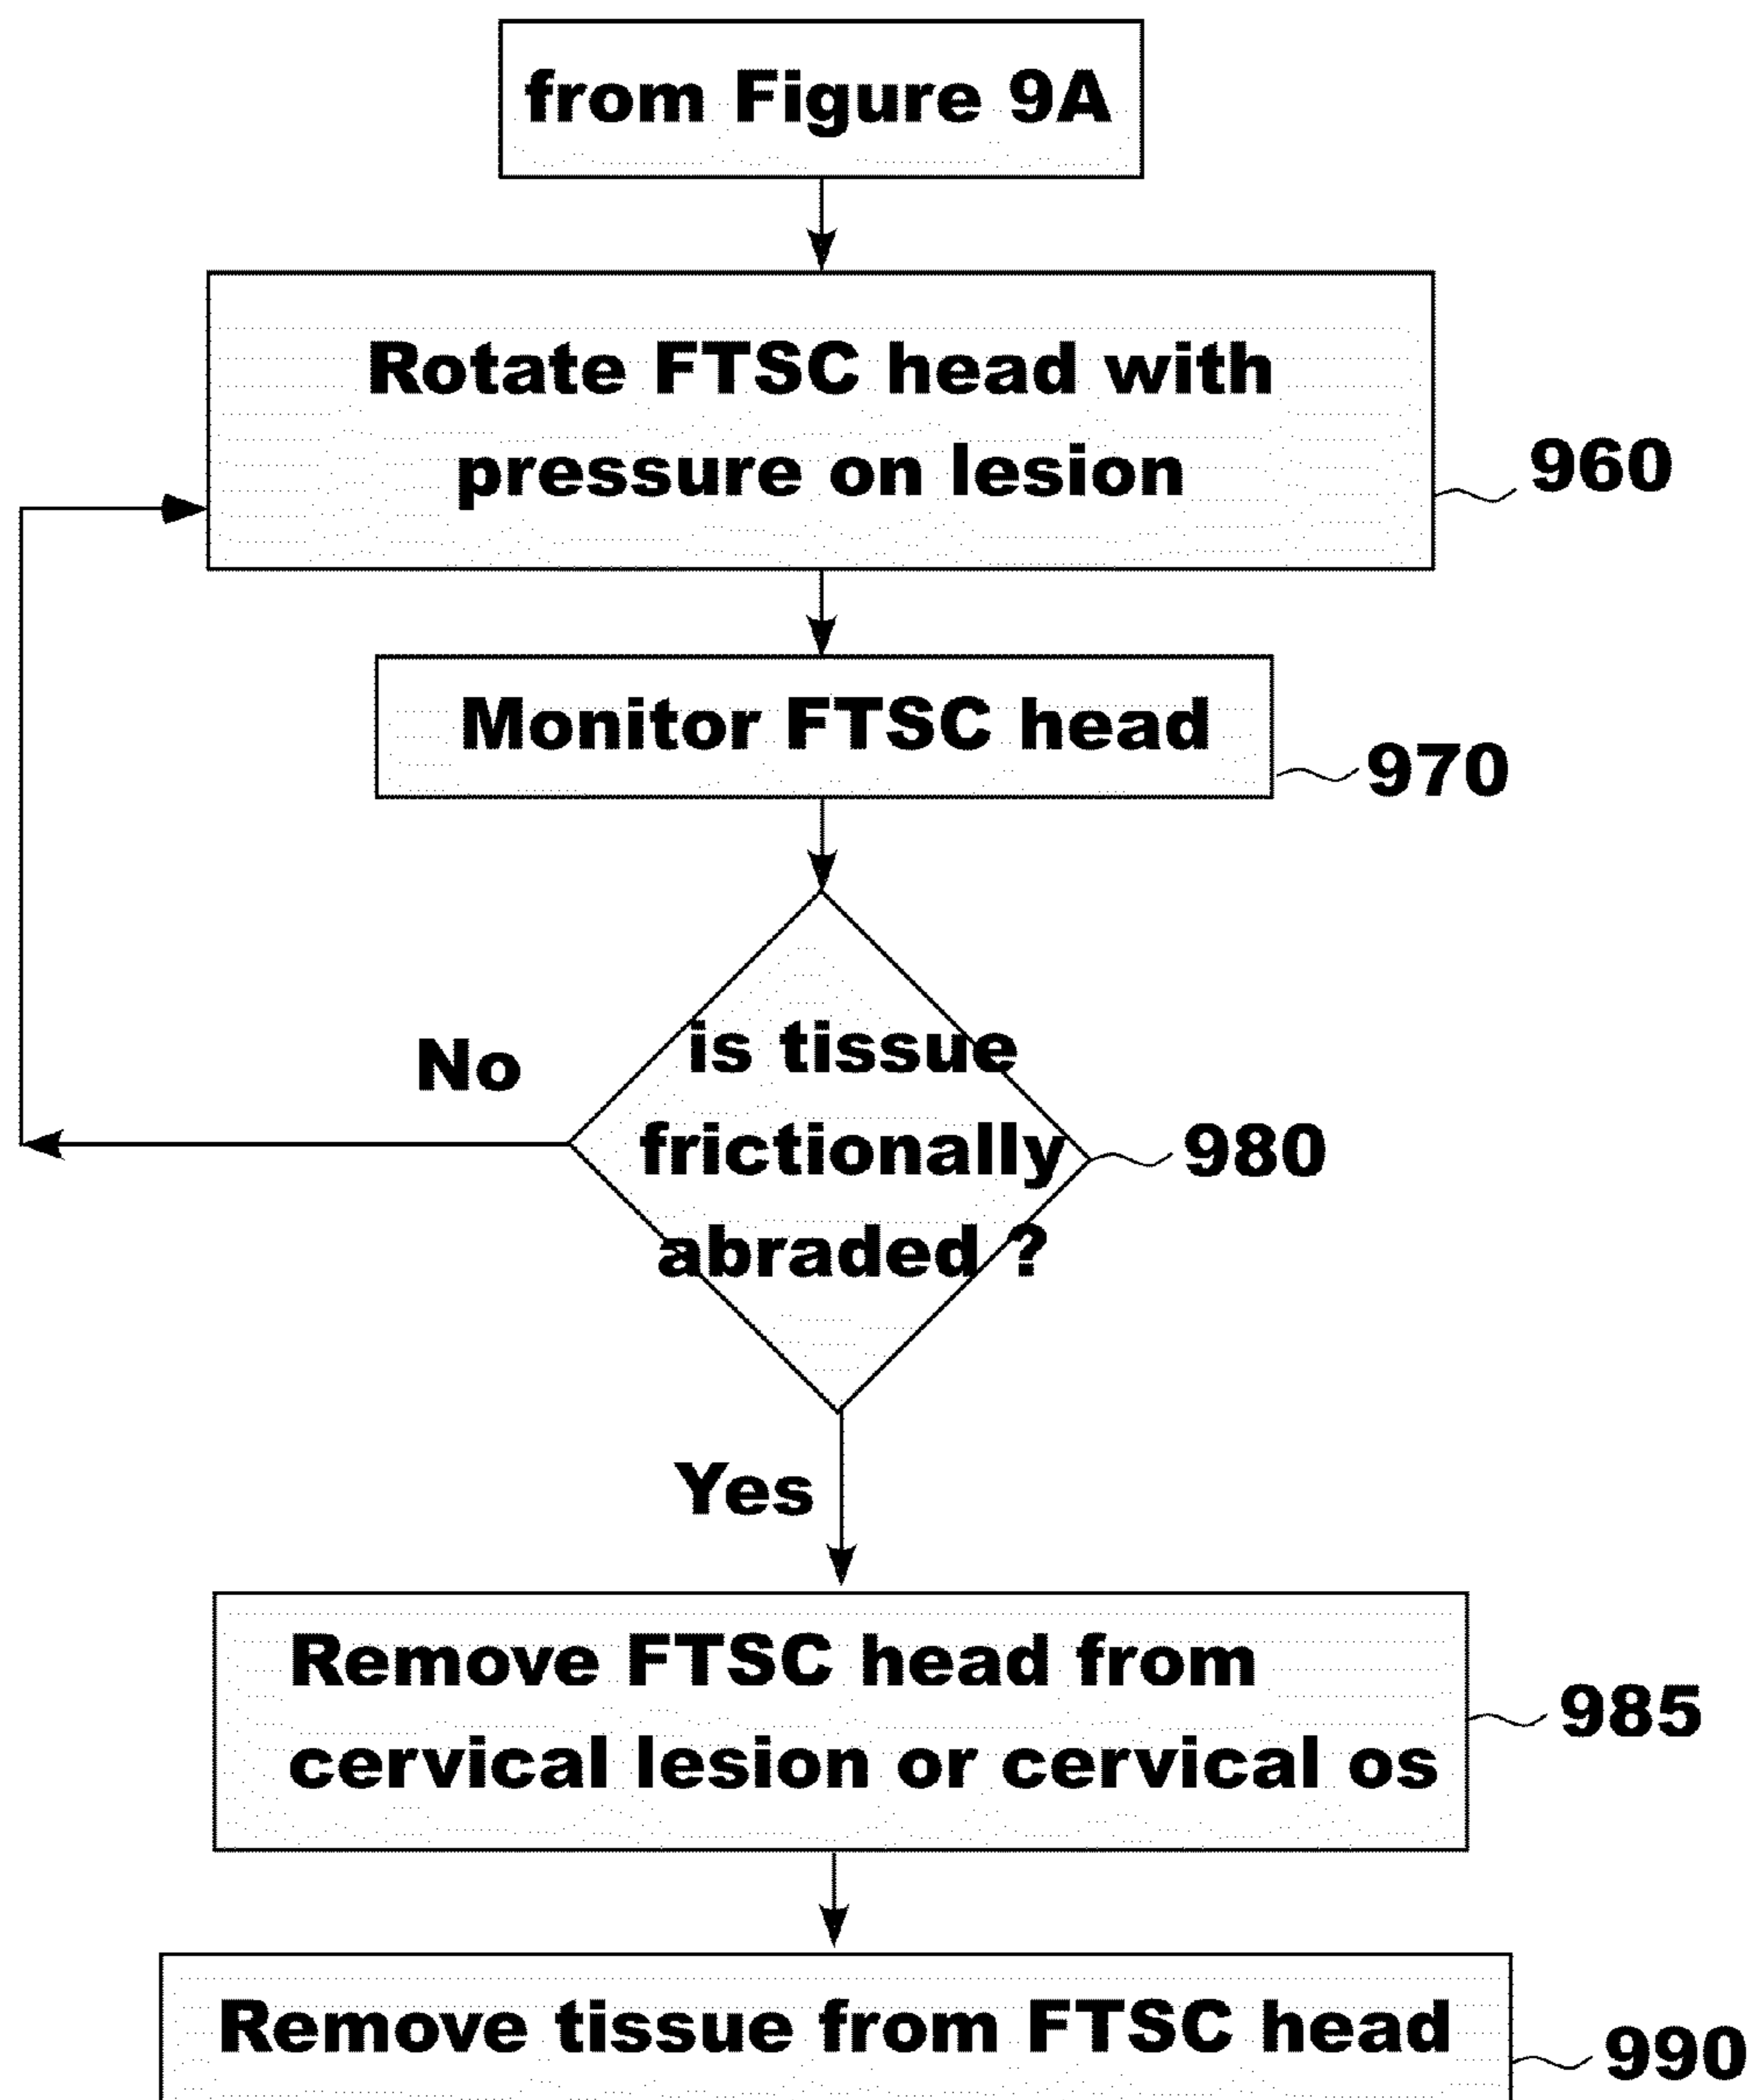 from Figure 9A
Rotate FTSC head with
pressure on lesion
960
Monitor FTSC head
970
is tissue
frictionally
abraded ?
980
No
Yes
Remove FTSC head from
cervical lesion or cervical os
985
Remove tissue from FTSC head
990